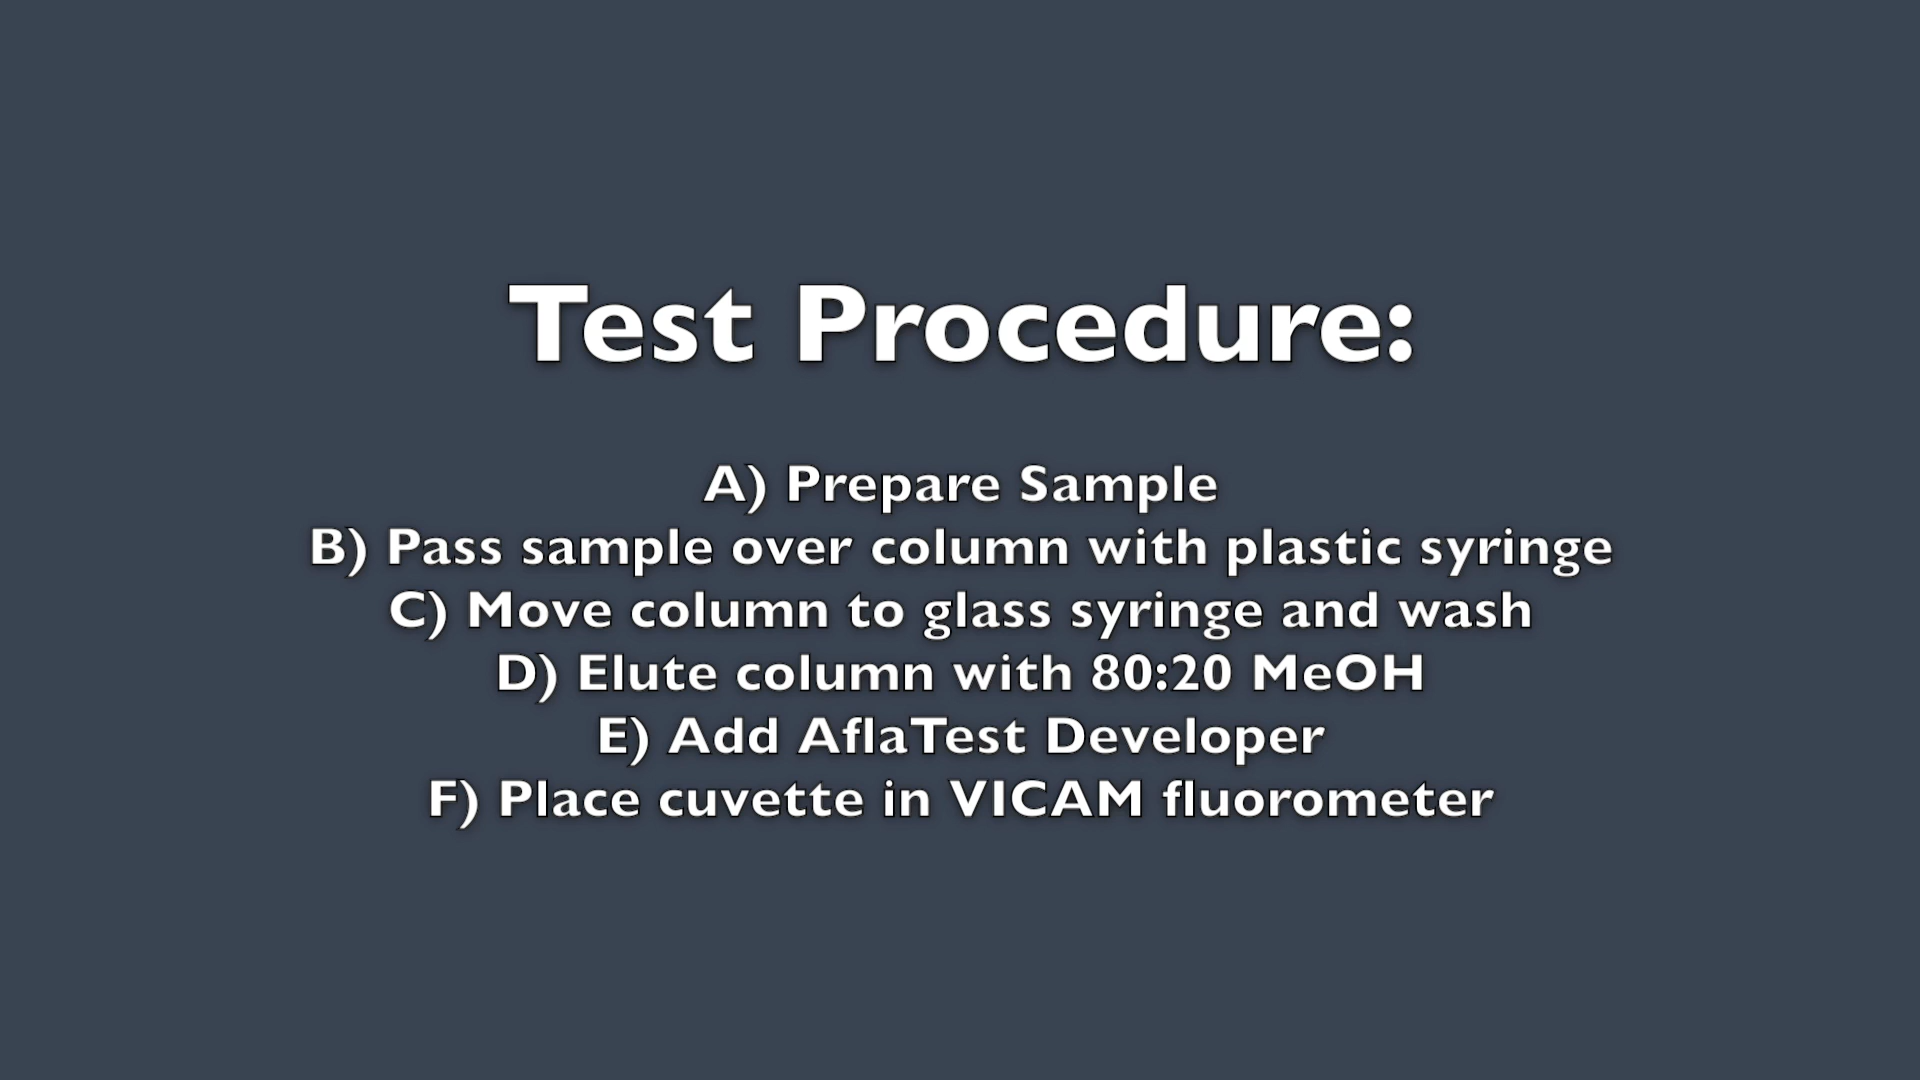 Test Procedure:
A) Prepare Sample
B) Pass sample over column with plastic syringe
C) Move column to glass syringe and wash
D) Elute column with 80:20 MeOH
E) Add AflaTest Developer
F) Place cuvette in VICAM fluorometer